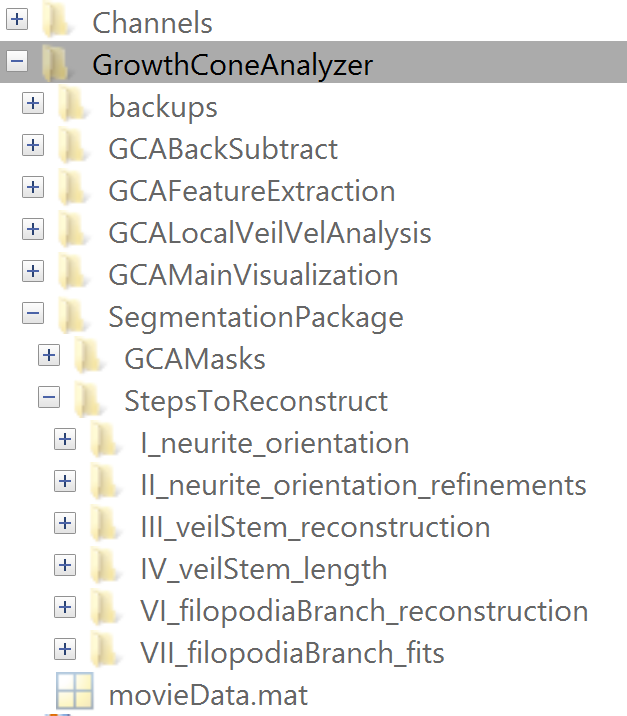 Channels
GrowthConeAnalyzer
backups
GCABackSubtract
GCAFeatureExtraction
GCALocalVeilVelAnalysis
GCAMainVisualization
SegmentationPackage
GCAMasks
StepsToReconstruct
I_neurite_orientation
II_neurite_orientation_refinements
III_veilStem_reconstruction
IV_veilStem_length
VI_filopodiaBranch_reconstruction
VII_filopodiaBranch_fits
movieData.mat